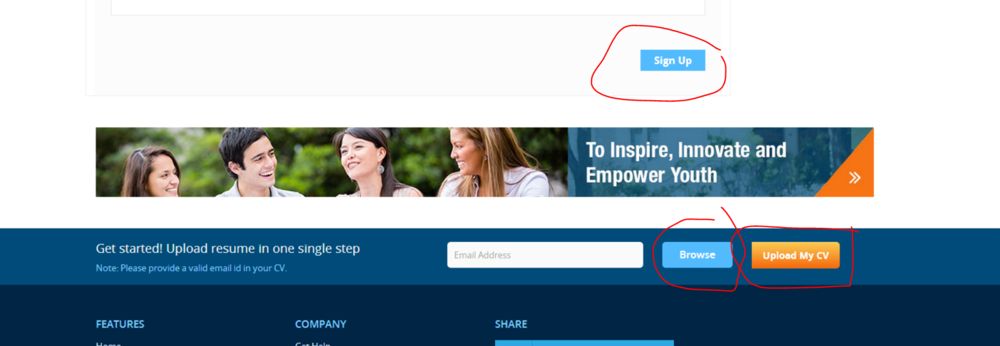 Sign Up
To Inspire, Innovate and
Empower Youth
Get started! Upload resume in one single step
Note: Please provide a valid email id in your CV.
Email Address
Browse
Upload My CV
FEATURES
COMPANY
SHARE
Home
Get Help